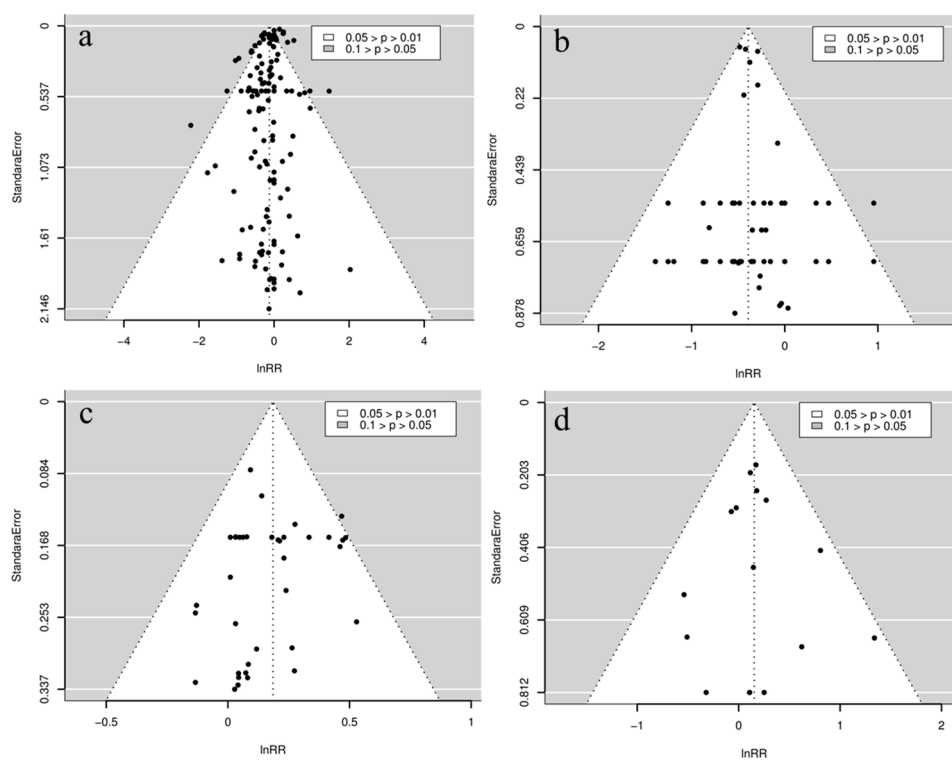 a
0.05 > p > 0.01
0.1 > p > 0.05
StandaraError
0
0.537
1.073
1.61
2.146
−4
−2
0
2
4
lnRR
b
0.05 > p > 0.01
0.1 > p > 0.05
StandaraError
0
0.22
0.439
0.659
0.878
−2
−1
0
1
lnRR
c
0.05 > p > 0.01
0.1 > p > 0.05
StandaraError
0
0.084
0.168
0.253
0.337
−0.5
0
0.5
1
lnRR
d
0.05 > p > 0.01
0.1 > p > 0.05
StandaraError
0
0.203
0.406
0.609
0.812
−1
0
1
2
lnRR